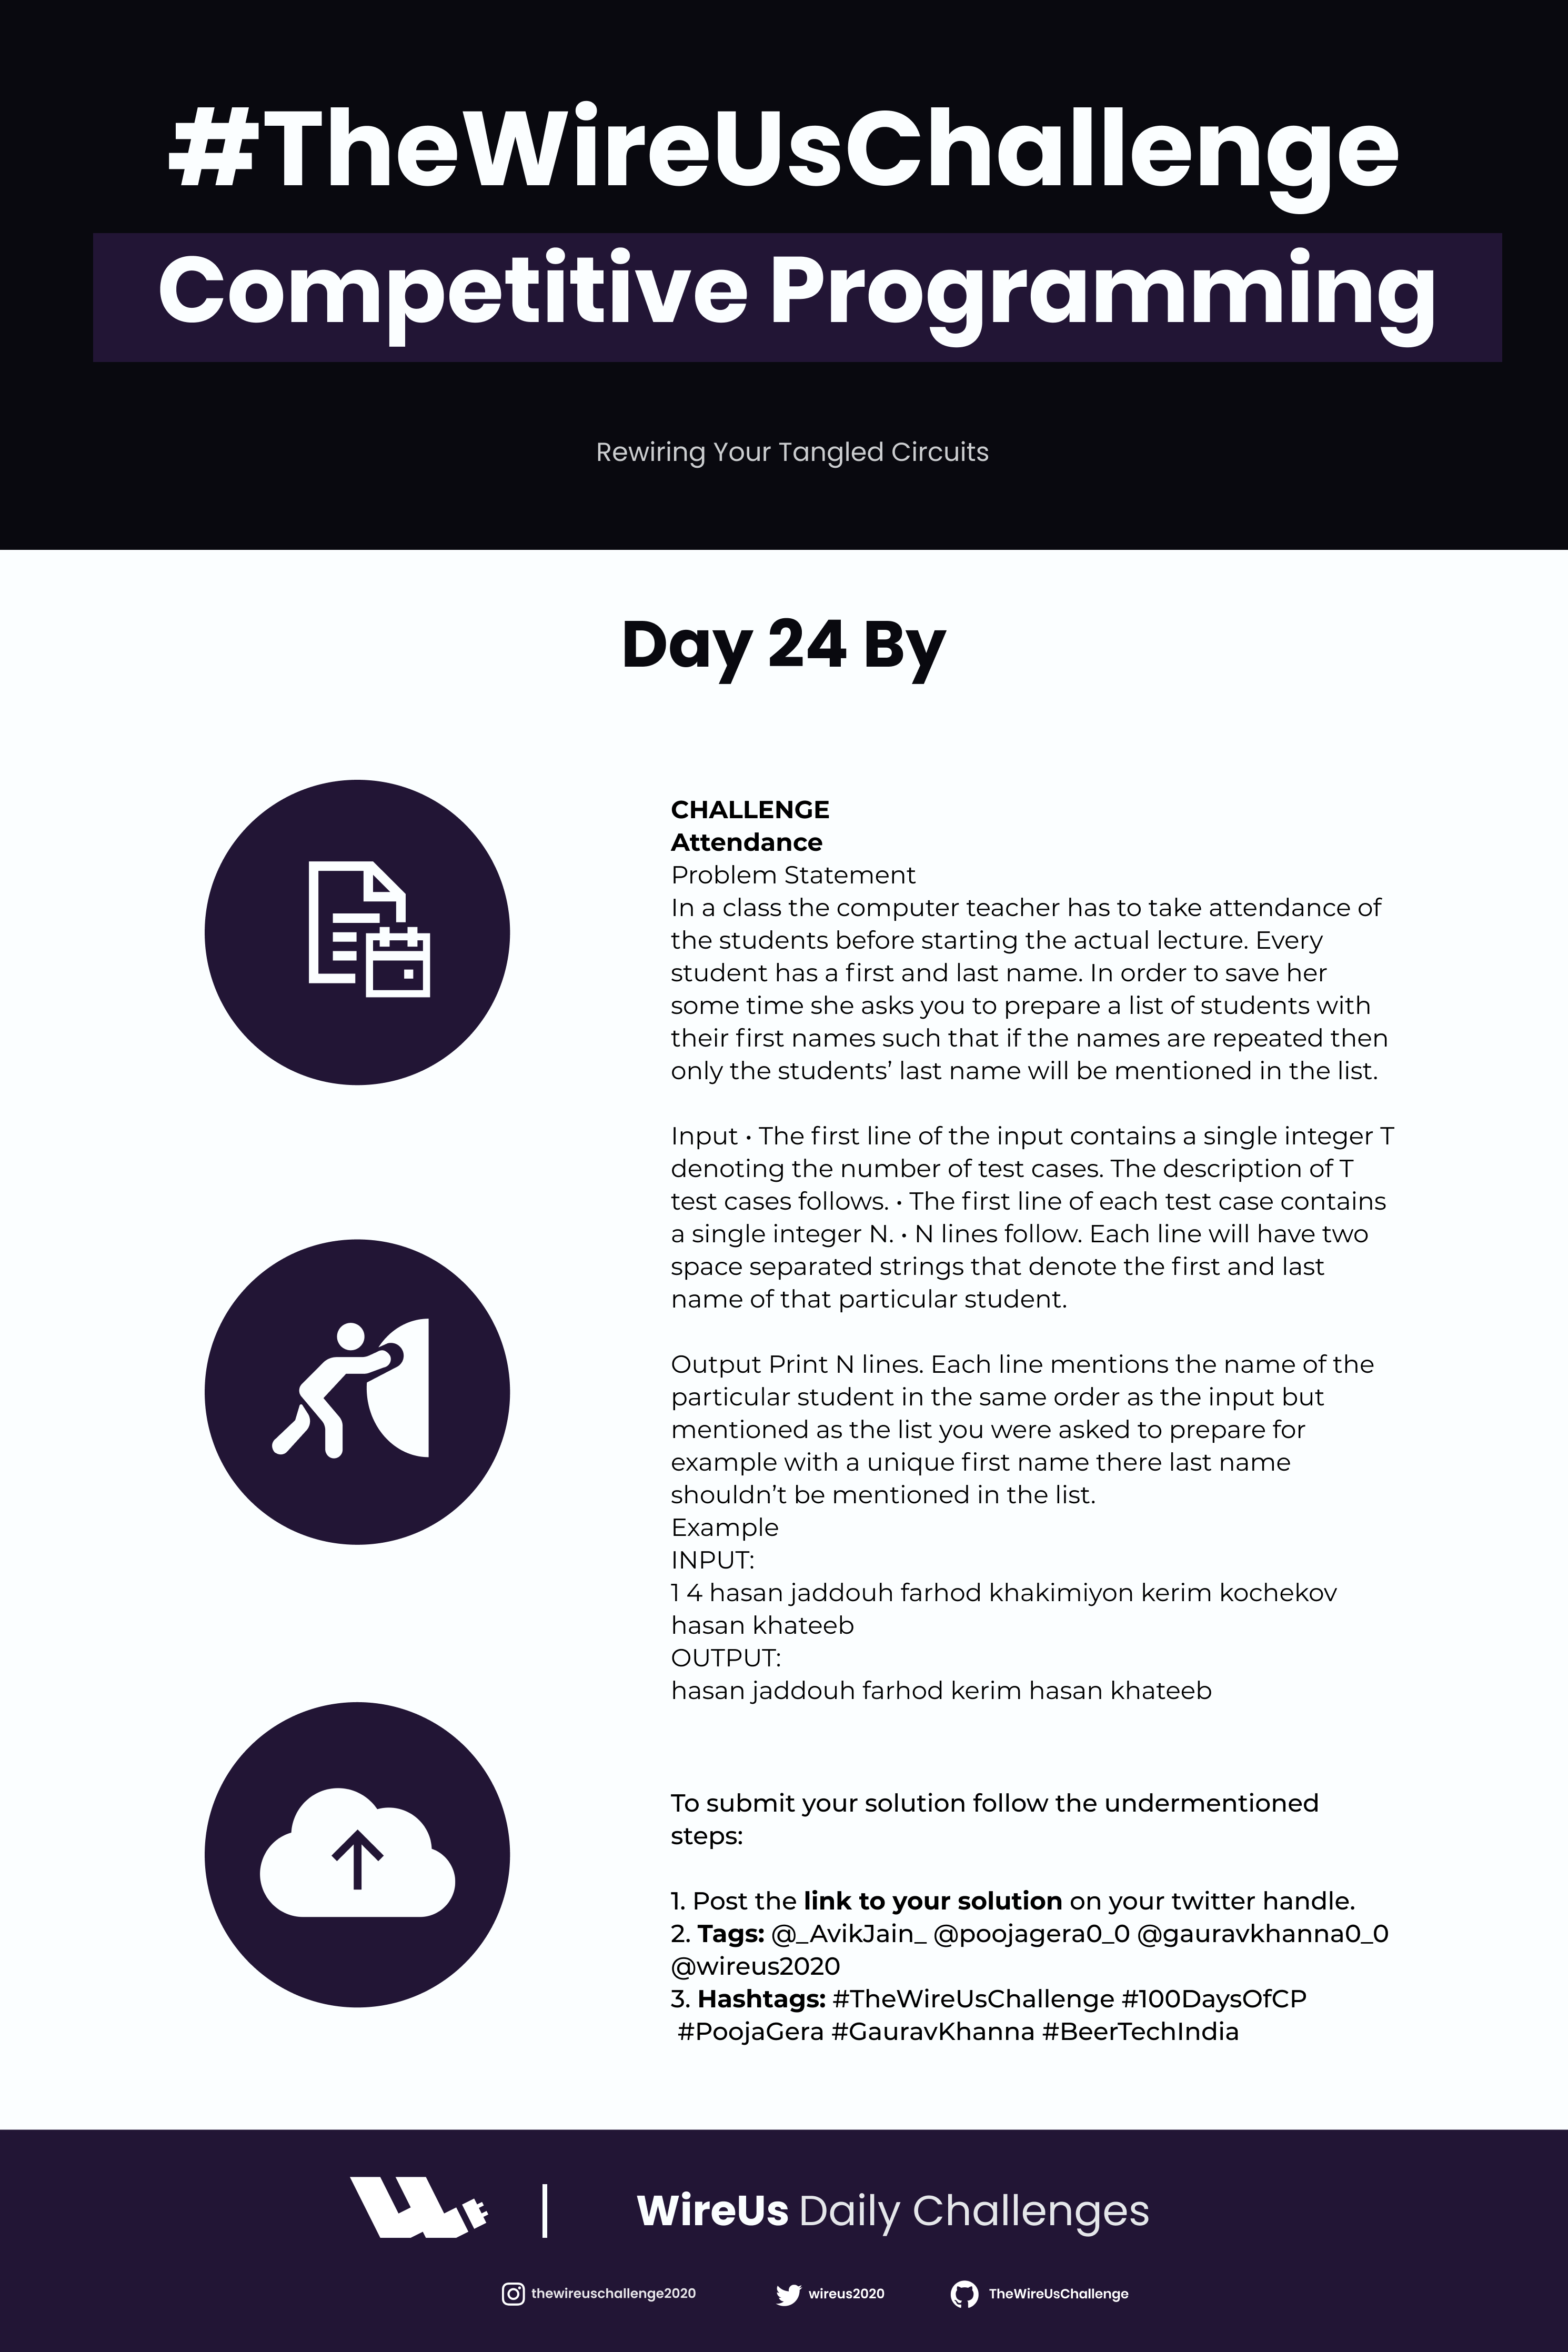 #TheWireUsChallenge
Competitive Programming
Rewiring Your Tangled Circuits
Day 24 By
CHALLENGE
Attendance
Problem Statement
In a class the computer teacher has to take attendance of
the students before starting the actual lecture. Every
student has a first and last name. In order to save her
some time she asks you to prepare a list of students with
their first names such that if the names are repeated then
only the students’ last name will be mentioned in the list.
Input • The first line of the input contains a single integer T
denoting the number of test cases. The description of T
test cases follows. • The first line of each test case contains
a single integer N. • N lines follow. Each line will have two
space separated strings that denote the first and last
name of that particular student.
Output Print N lines. Each line mentions the name of the
particular student in the same order as the input but
mentioned as the list you were asked to prepare for
example with a unique first name there last name
shouldn’t be mentioned in the list.
Example
INPUT:
1 4 hasan jaddouh farhod khakimiyon kerim kochekov
hasan khateeb
OUTPUT:
hasan jaddouh farhod kerim hasan khateeb
To submit your solution follow the undermentioned
steps:
1. Post the link to your solution on your twitter handle.
2. Tags: @_AvikJain_ @poojagera0_0 @gauravkhanna0_0
@wireus2020
3. Hashtags: #TheWireUsChallenge #100DaysOfCP
#PoojaGera #GauravKhanna #BeerTechIndia
WireUs Daily Challenges
thewireuschallenge2020 wireus2020 TheWireUsChallenge